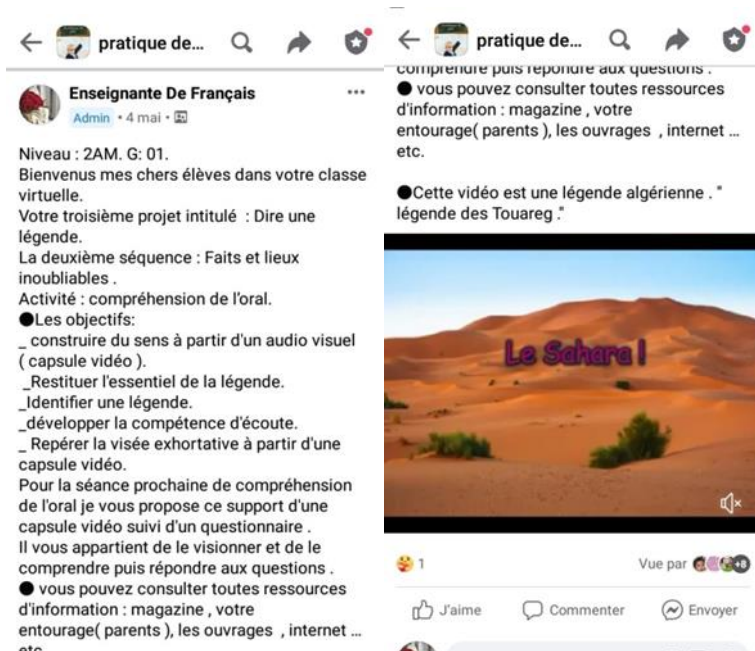 pratique de...
Enseignante De Français
Admin • 4 mai •
Niveau : 2AM. G: 01.
Bienvenus mes chers élèves dans votre classe
virtuelle.
Votre troisième projet intitulé : Dire une
légende.
La deuxième séquence : Faits et lieux
inoubliables .
Activité : compréhension de l'oral.
●Les objectifs:
_ construire du sens à partir d'un audio visuel
( capsule vidéo ).
_Restituer l'essentiel de la légende.
_Identifier une légende.
_développer la compétence d'écoute.
_ Repérer la visée exhortative à partir d'une
capsule vidéo.
Pour la séance prochaine de compréhension
de l'oral je vous propose ce support d'une
capsule vidéo suivi d'un questionnaire .
Il vous appartient de le visionner et de le
comprendre puis répondre aux questions .
● vous pouvez consulter toutes ressources
d'information : magazine , votre
entourage( parents ), les ouvrages , internet ...
etc.
pratique de...
comprendre puis répondre aux questions .
● vous pouvez consulter toutes ressources
d'information : magazine , votre
entourage( parents ), les ouvrages , internet ...
etc.
●Cette vidéo est une légende algérienne . "
légende des Touareg ."
Le Sahara !
1
Vue par +8
J'aime
Commenter
Envoyer